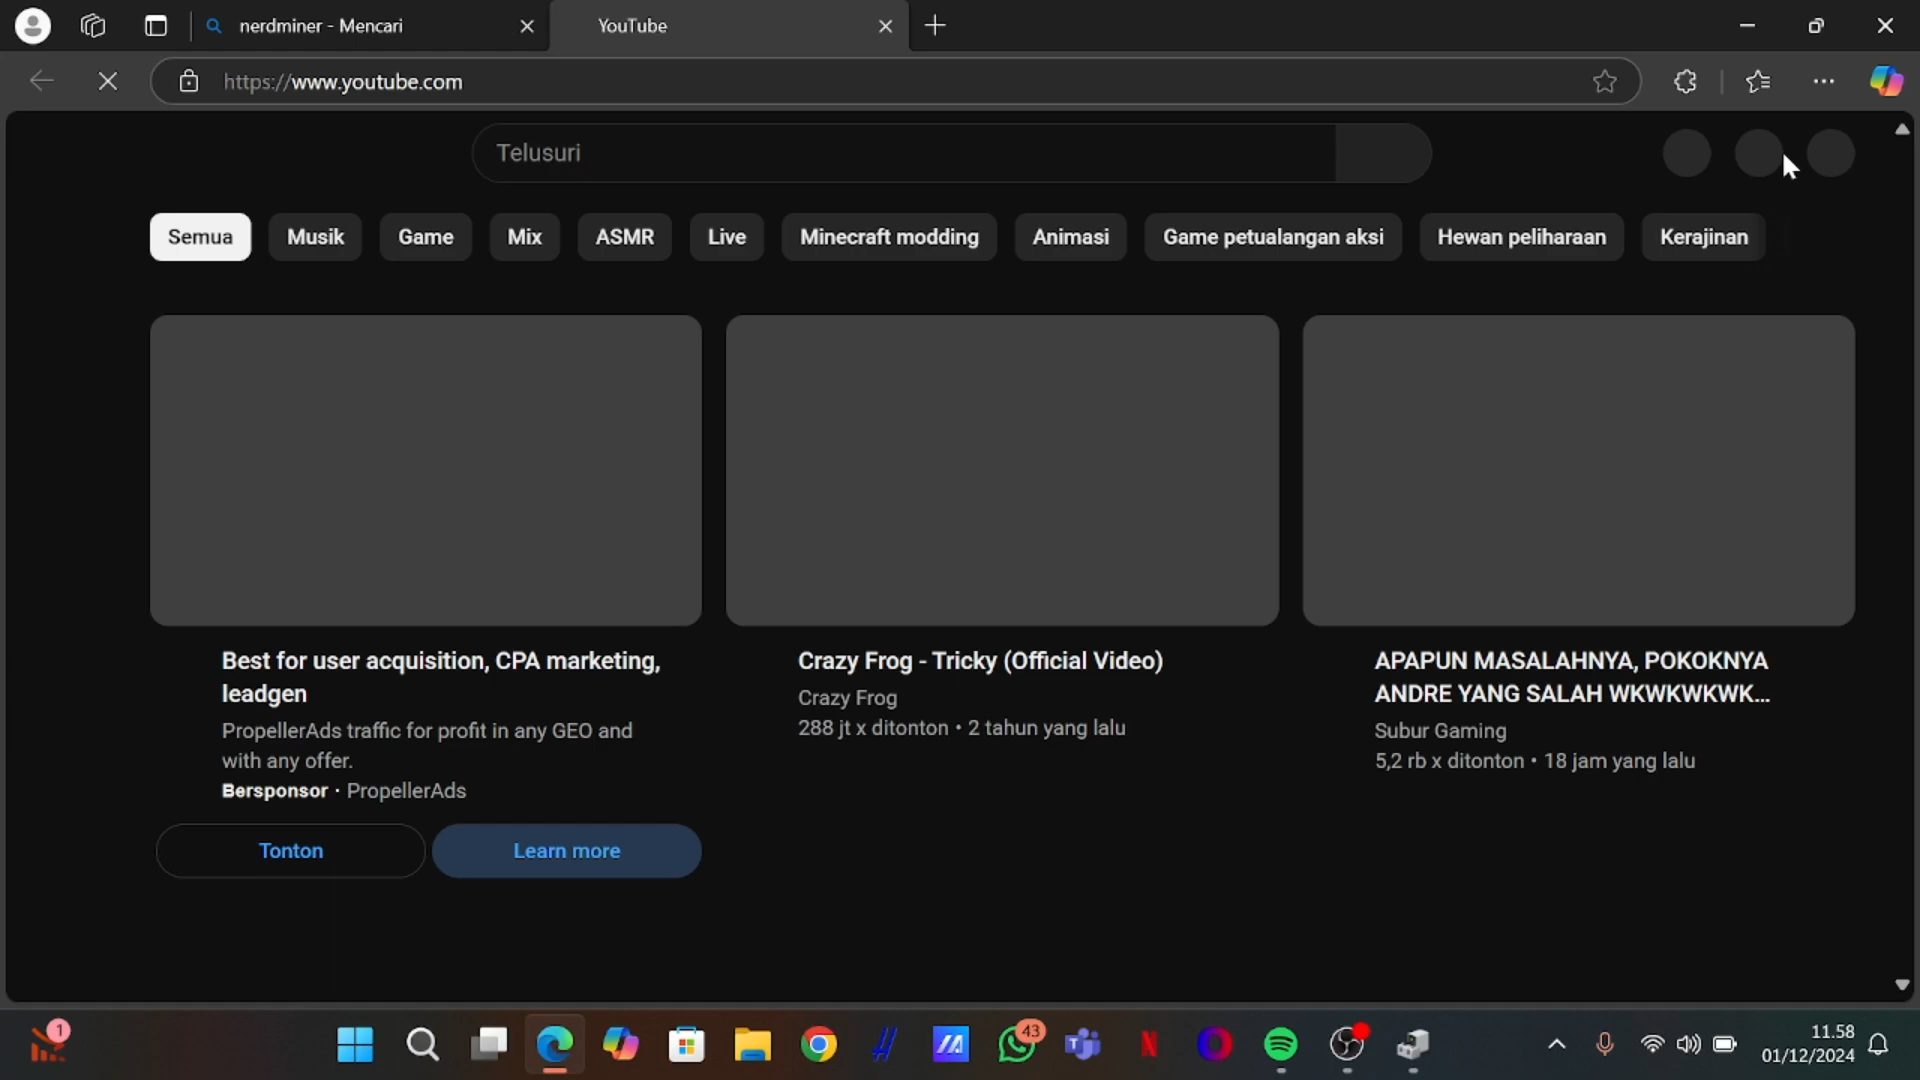 nerdminer - Mencari
YouTube
https://www.youtube.com
Telusuri
Semua
Musik
Game
Mix
ASMR
Live
Minecraft modding
Animasi
Game petualangan aksi
Hewan peliharaan
Kerajinan
Best for user acquisition, CPA marketing,
leadgen
PropellerAds traffic for profit in any GEO and
with any offer.
Bersponsor · PropellerAds
Tonton
Learn more
Crazy Frog - Tricky (Official Video)
Crazy Frog
288 jt x ditonton • 2 tahun yang lalu
APAPUN MASALAHNYA, POKOKNYA
ANDRE YANG SALAH WKWKWKWK...
Subur Gaming
5,2 rb x ditonton • 18 jam yang lalu
1
43
11.58
01/12/2024